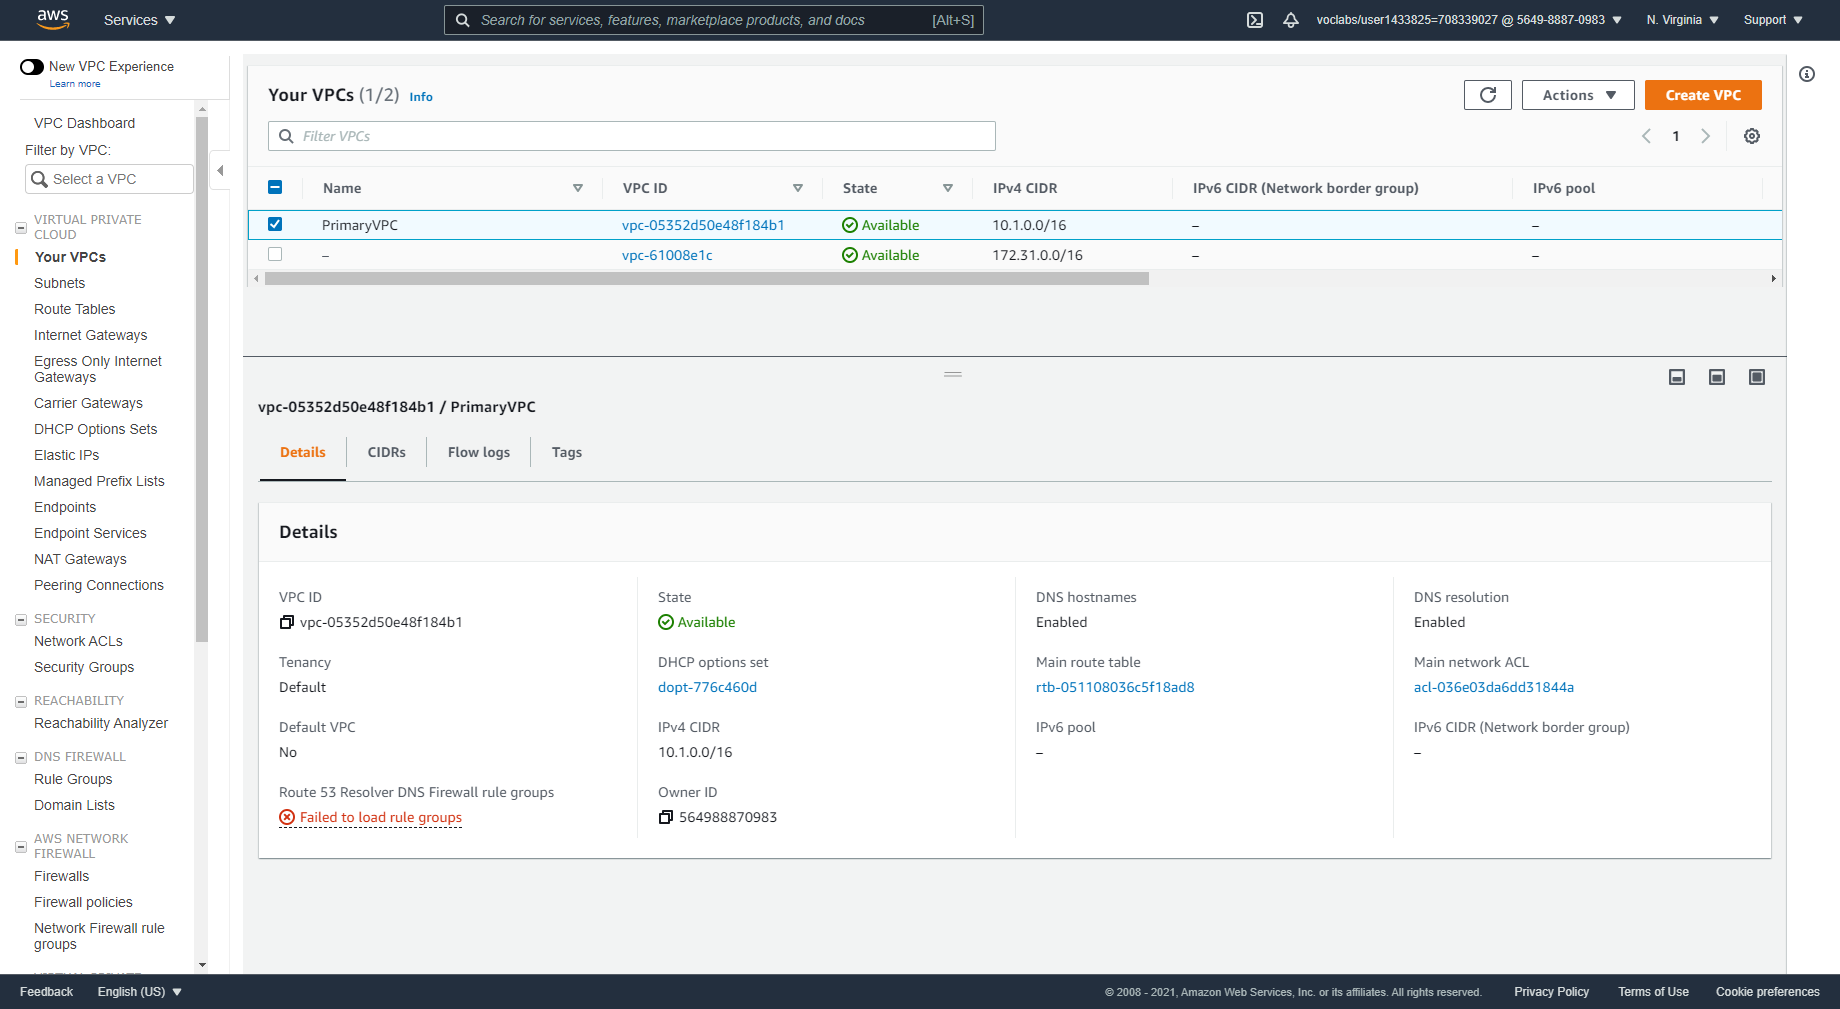 aws
Services
Search for services, features, marketplace products, and docs
[Alt+S]
voclabs/user1433825=708339027 @ 5649-8887-0983
N. Virginia
Support
New VPC Experience
Learn more
VPC Dashboard
Filter by VPC:
Select a VPC
VIRTUAL PRIVATE
CLOUD
Your VPCs
Subnets
Route Tables
Internet Gateways
Egress Only Internet
Gateways
Carrier Gateways
DHCP Options Sets
Elastic IPs
Managed Prefix Lists
Endpoints
Endpoint Services
NAT Gateways
Peering Connections
SECURITY
Network ACLs
Security Groups
REACHABILITY
Reachability Analyzer
DNS FIREWALL
Rule Groups
Domain Lists
AWS NETWORK
FIREWALL
Firewalls
Firewall policies
Network Firewall rule
groups
Your VPCs (1/2) Info
Actions
Create VPC
Filter VPCs
1
Name VPC ID State IPv4 CIDR IPv6 CIDR (Network border group) IPv6 pool
PrimaryVPC vpc-05352d50e48f184b1 Available 10.1.0.0/16 – –
– vpc-61008e1c Available 172.31.0.0/16 – –
vpc-05352d50e48f184b1 / PrimaryVPC
Details CIDRs Flow logs Tags
Details
VPC ID State DNS hostnames DNS resolution
vpc-05352d50e48f184b1 Available Enabled Enabled
Tenancy DHCP options set Main route table Main network ACL
Default dopt-776c460d rtb-051108036c5f18ad8 acl-036e03da6dd31844a
Default VPC IPv4 CIDR IPv6 pool IPv6 CIDR (Network border group)
No 10.1.0.0/16 – –
Route 53 Resolver DNS Firewall rule groups Owner ID
Failed to load rule groups 564988870983
Feedback English (US)
© 2008 - 2021, Amazon Web Services, Inc. or its affiliates. All rights reserved. Privacy Policy Terms of Use Cookie preferences